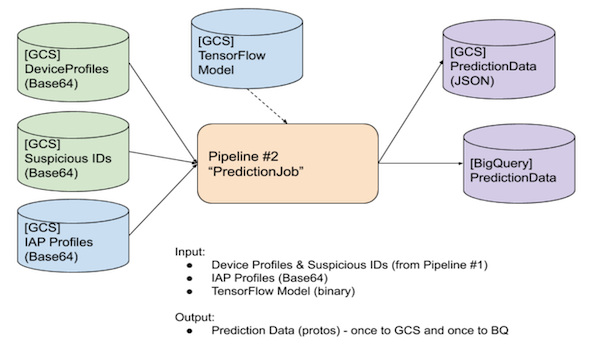 [GCS]
DeviceProfiles
(Base64)
[GCS]
TensorFlow
Model
[GCS]
PredictionData
(JSON)
[GCS]
Suspicious IDs
(Base64)
Pipeline #2
“PredictionJob”
[BigQuery]
PredictionData
[GCS]
IAP Profiles
(Base64)
Input:
● Device Profiles & Suspicious IDs (from Pipeline #1)
● IAP Profiles (Base64)
● TensorFlow Model (binary)
Output:
● Prediction Data (protos) - once to GCS and once to BQ